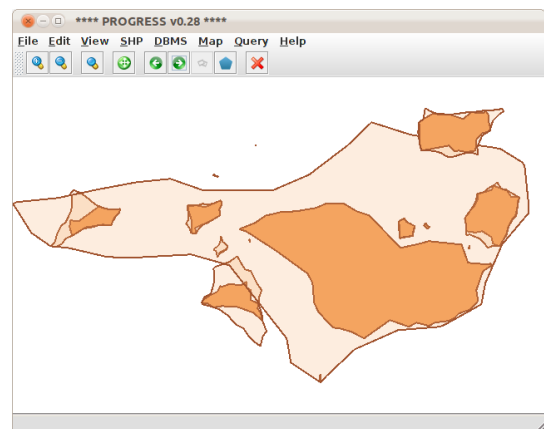 **** PROGRESS v0.28 ****
File Edit View SHP DBMS Map Query Help